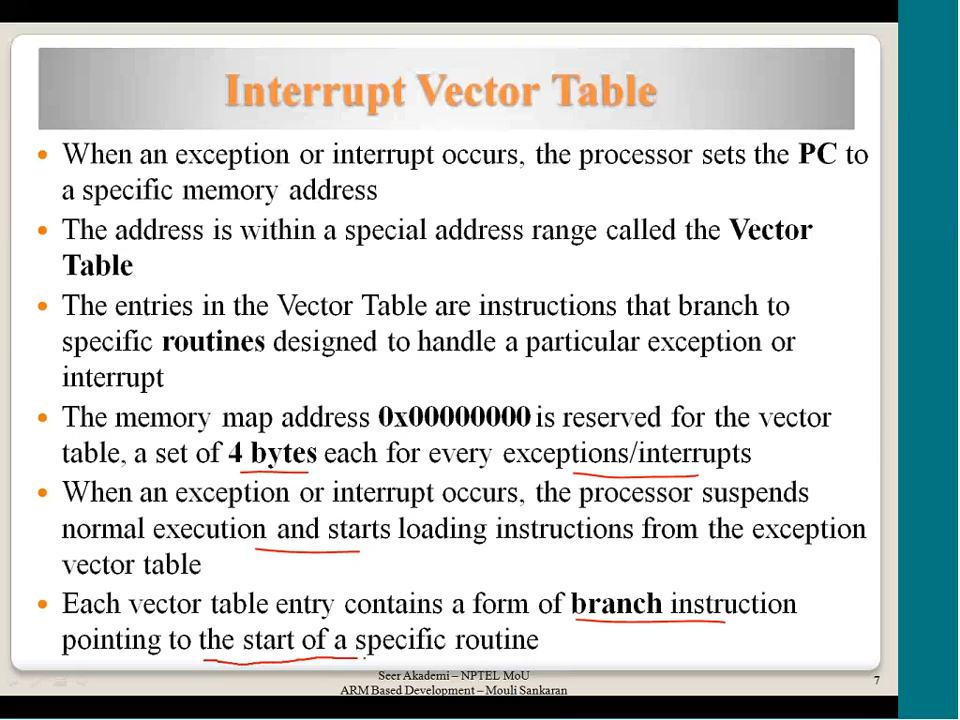 Interrupt Vector Table
• When an exception or interrupt occurs, the processor sets the PC to
a specific memory address
• The address is within a special address range called the Vector
Table
• The entries in the Vector Table are instructions that branch to
specific routines designed to handle a particular exception or
interrupt
• The memory map address 0x00000000 is reserved for the vector
table, a set of 4 bytes each for every exceptions/interrupts
• When an exception or interrupt occurs, the processor suspends
normal execution and starts loading instructions from the exception
vector table
• Each vector table entry contains a form of branch instruction
pointing to the start of a specific routine
Seer Akademi – NPTEL MoU
ARM Based Development – Mouli Sankaran
7